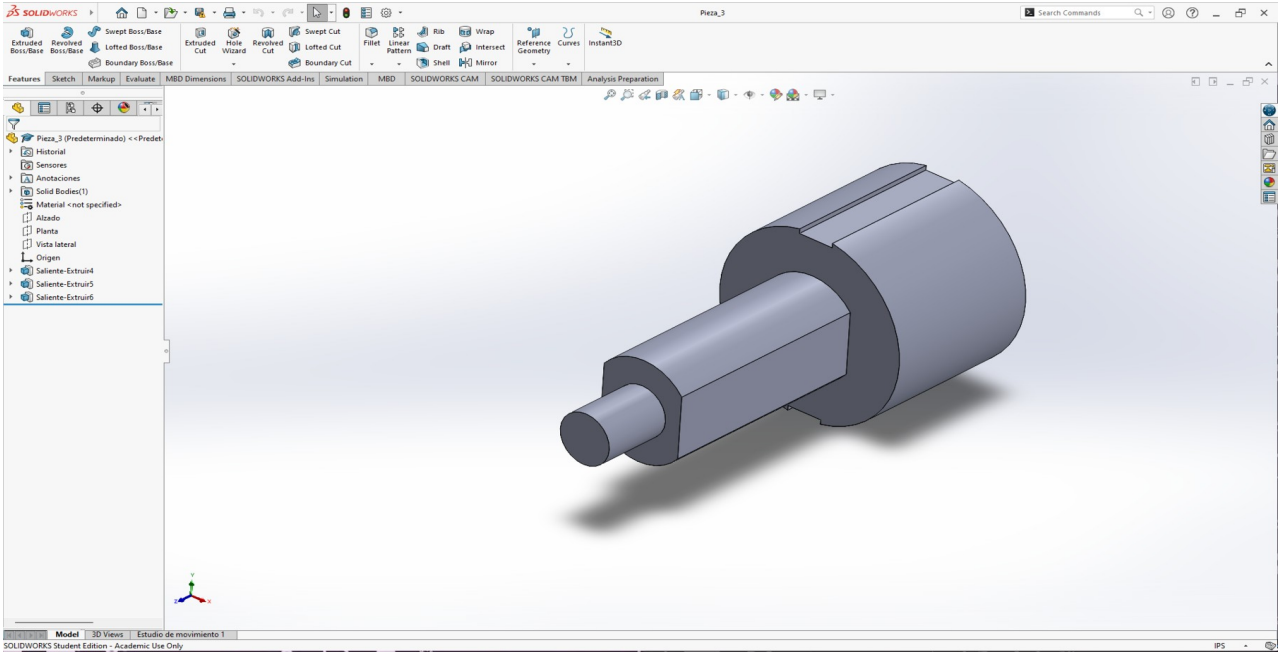 SOLIDWORKS
Pieza_3
Search Commands
Extruded Boss/Base
Revolved Boss/Base
Swept Boss/Base
Lofted Boss/Base
Boundary Boss/Base
Extruded Cut
Hole Wizard
Revolved Cut
Swept Cut
Lofted Cut
Boundary Cut
Fillet
Linear Pattern
Rib
Draft
Shell
Wrap
Intersect
Mirror
Reference Geometry
Curves
Instant3D
Features
Sketch
Markup
Evaluate
MBD Dimensions
SOLIDWORKS Add-Ins
Simulation
MBD
SOLIDWORKS CAM
SOLIDWORKS CAM TBM
Analysis Preparation
Pieza_3 (Predeterminado) <<Predet
Historial
Sensores
Anotaciones
Solid Bodies(1)
Material <not specified>
Alzado
Planta
Vista lateral
Origen
Saliente-Extruir4
Saliente-Extruir5
Saliente-Extruir6
Y
Z
X
Model
3D Views
Estudio de movimiento 1
SOLIDWORKS Student Edition - Academic Use Only
IPS